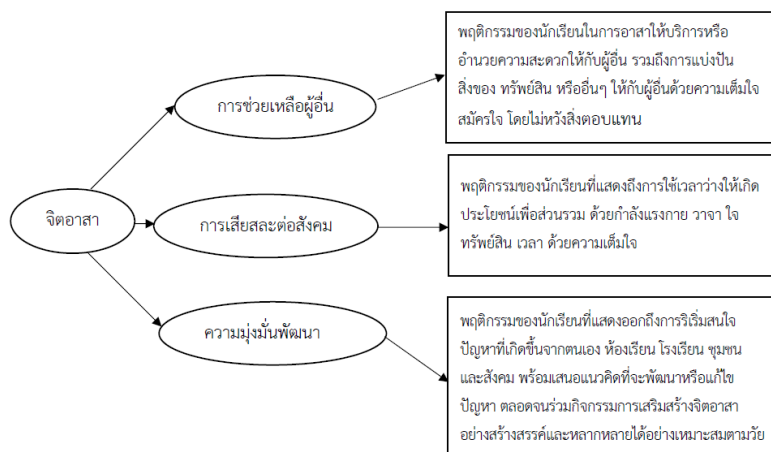 จิตอาสา
การช่วยเหลือผู้อื่น
พฤติกรรมของนักเรียนในการอาสาให้บริการหรือ
อำนวยความสะดวกให้กับผู้อื่น รวมถึงการแบ่งปัน
สิ่งของ ทรัพย์สิน หรืออื่นๆ ให้กับผู้อื่นด้วยความเต็มใจ
สมัครใจ โดยไม่หวังสิ่งตอบแทน
การเสียสละต่อสังคม
พฤติกรรมของนักเรียนที่แสดงถึงการใช้เวลาว่างให้เกิด
ประโยชน์เพื่อส่วนรวม ด้วยกำลังแรงกาย วาจา ใจ
ทรัพย์สิน เวลา ด้วยความเต็มใจ
ความมุ่งมั่นพัฒนา
พฤติกรรมของนักเรียนที่แสดงออกถึงการริเริ่มสนใจ
ปัญหาที่เกิดขึ้นจากตนเอง ห้องเรียน โรงเรียน ชุมชน
และสังคม พร้อมเสนอแนวคิดที่จะพัฒนาหรือแก้ไข
ปัญหา ตลอดจนร่วมกิจกรรมการเสริมสร้างจิตอาสา
อย่างสร้างสรรค์และหลากหลายได้อย่างเหมาะสมตามวัย